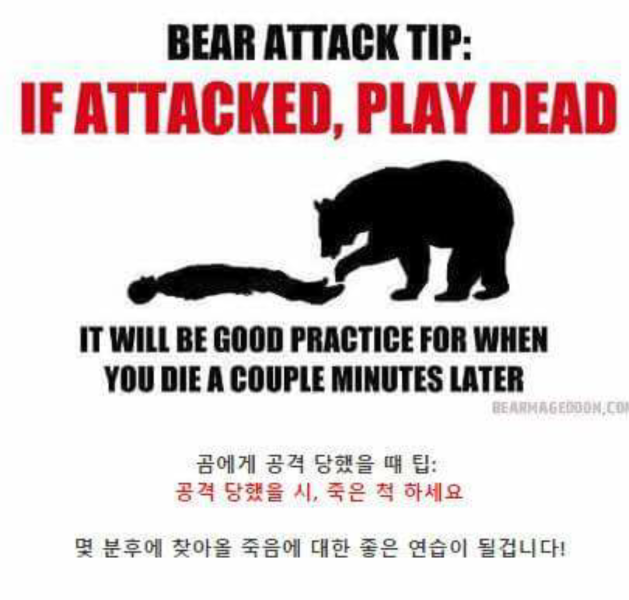 BEAR ATTACK TIP:
IF ATTACKED, PLAY DEAD
IT WILL BE GOOD PRACTICE FOR WHEN
YOU DIE A COUPLE MINUTES LATER
BEARMAGEDDON.CO
곰에게 공격 당했을 때 팁:
공격 당했을 시, 죽은 척 하세요
몇 분후에 찾아올 죽음에 대한 좋은 연습이 될겁니다!